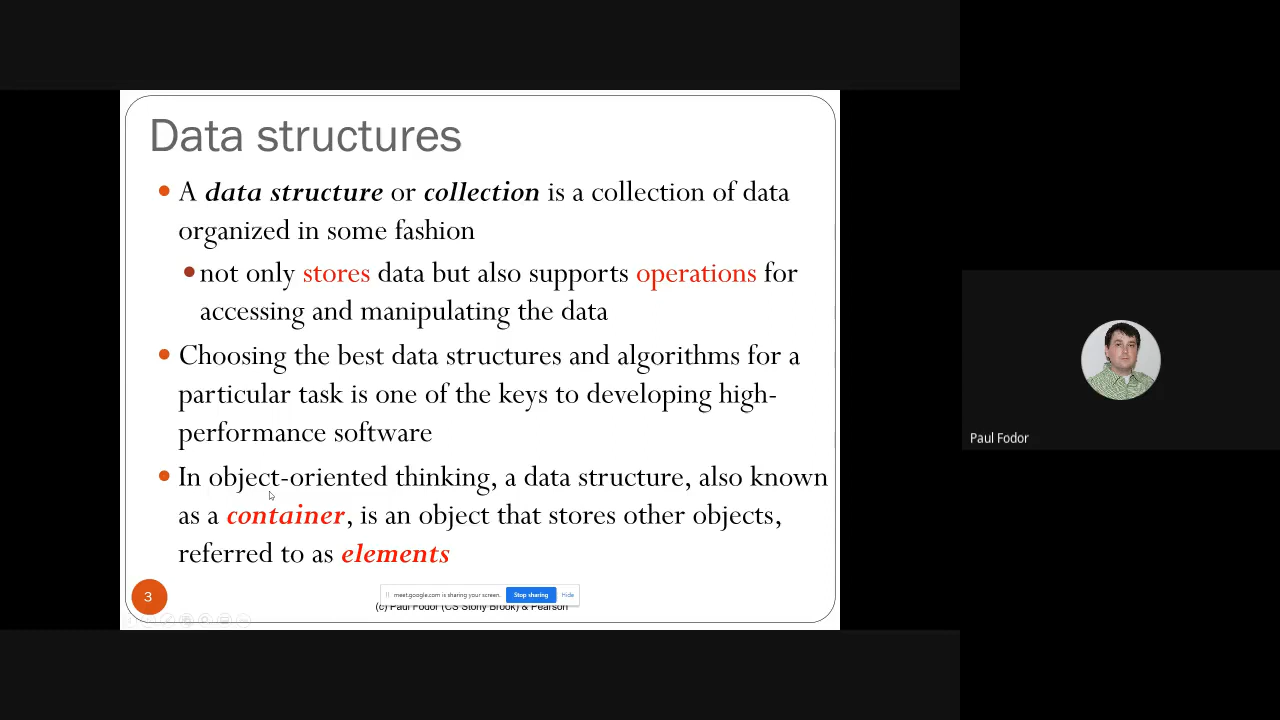 Data structures
A data structure or collection is a collection of data
organized in some fashion
not only stores data but also supports operations for
accessing and manipulating the data
Choosing the best data structures and algorithms for a
particular task is one of the keys to developing high-
performance software
In object-oriented thinking, a data structure, also known
as a container, is an object that stores other objects,
referred to as elements
3
meet.google.com is sharing your screen. Stop sharing Hide
(c) Paul Fodor (CS Stony Brook) & Pearson
Paul Fodor